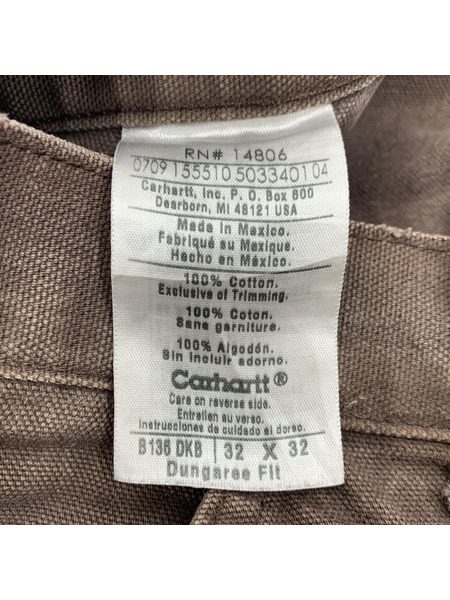 RN# 14806
0709 155510 5033401 04
Carhartt, Inc. P. O. Box 600
Dearborn, MI 48121 USA
Made in Mexico.
Fabriqué au Mexique.
Hecho en México.
100% Cotton.
Exclusive of Trimming.
100% Coton.
Sans garniture.
100% Algodón.
Sin incluir adorno.
Carhartt®
Care on reverse side.
Entretien au verso.
Instrucciones de cuidado al dorso.
B136 DKB 32 X 32
Dungaree Fit